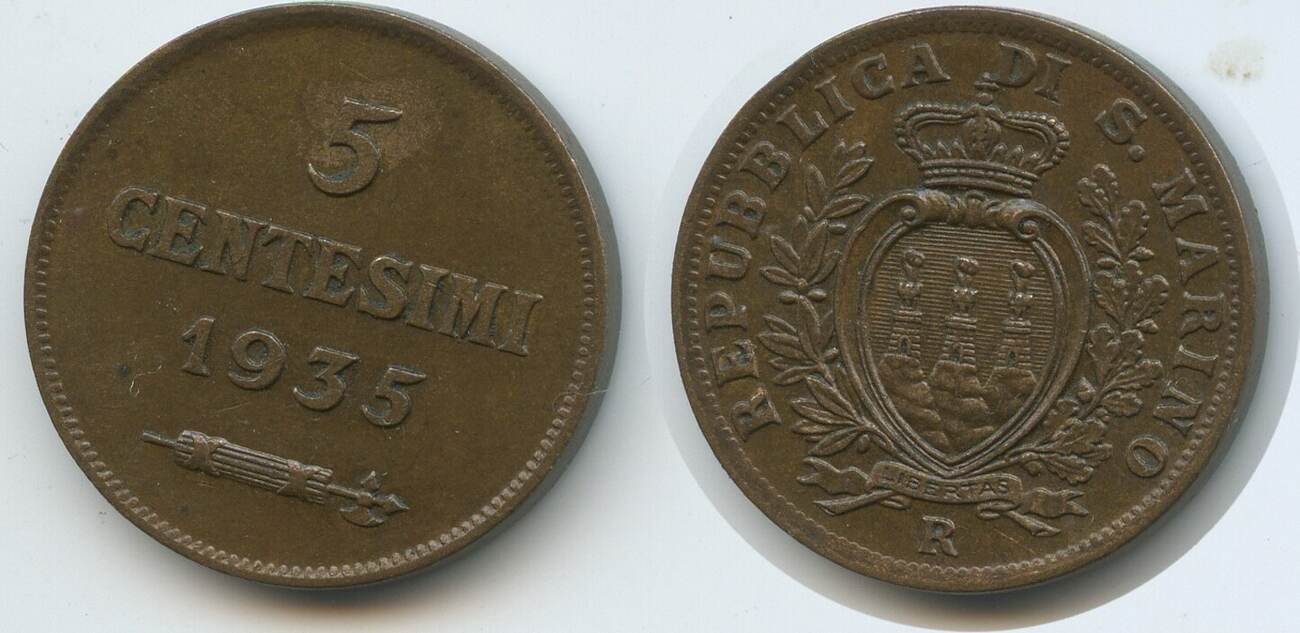 5
CENTESIMI
1935
REPUBBLICA DI S. MARINO
LIBERTAS
R